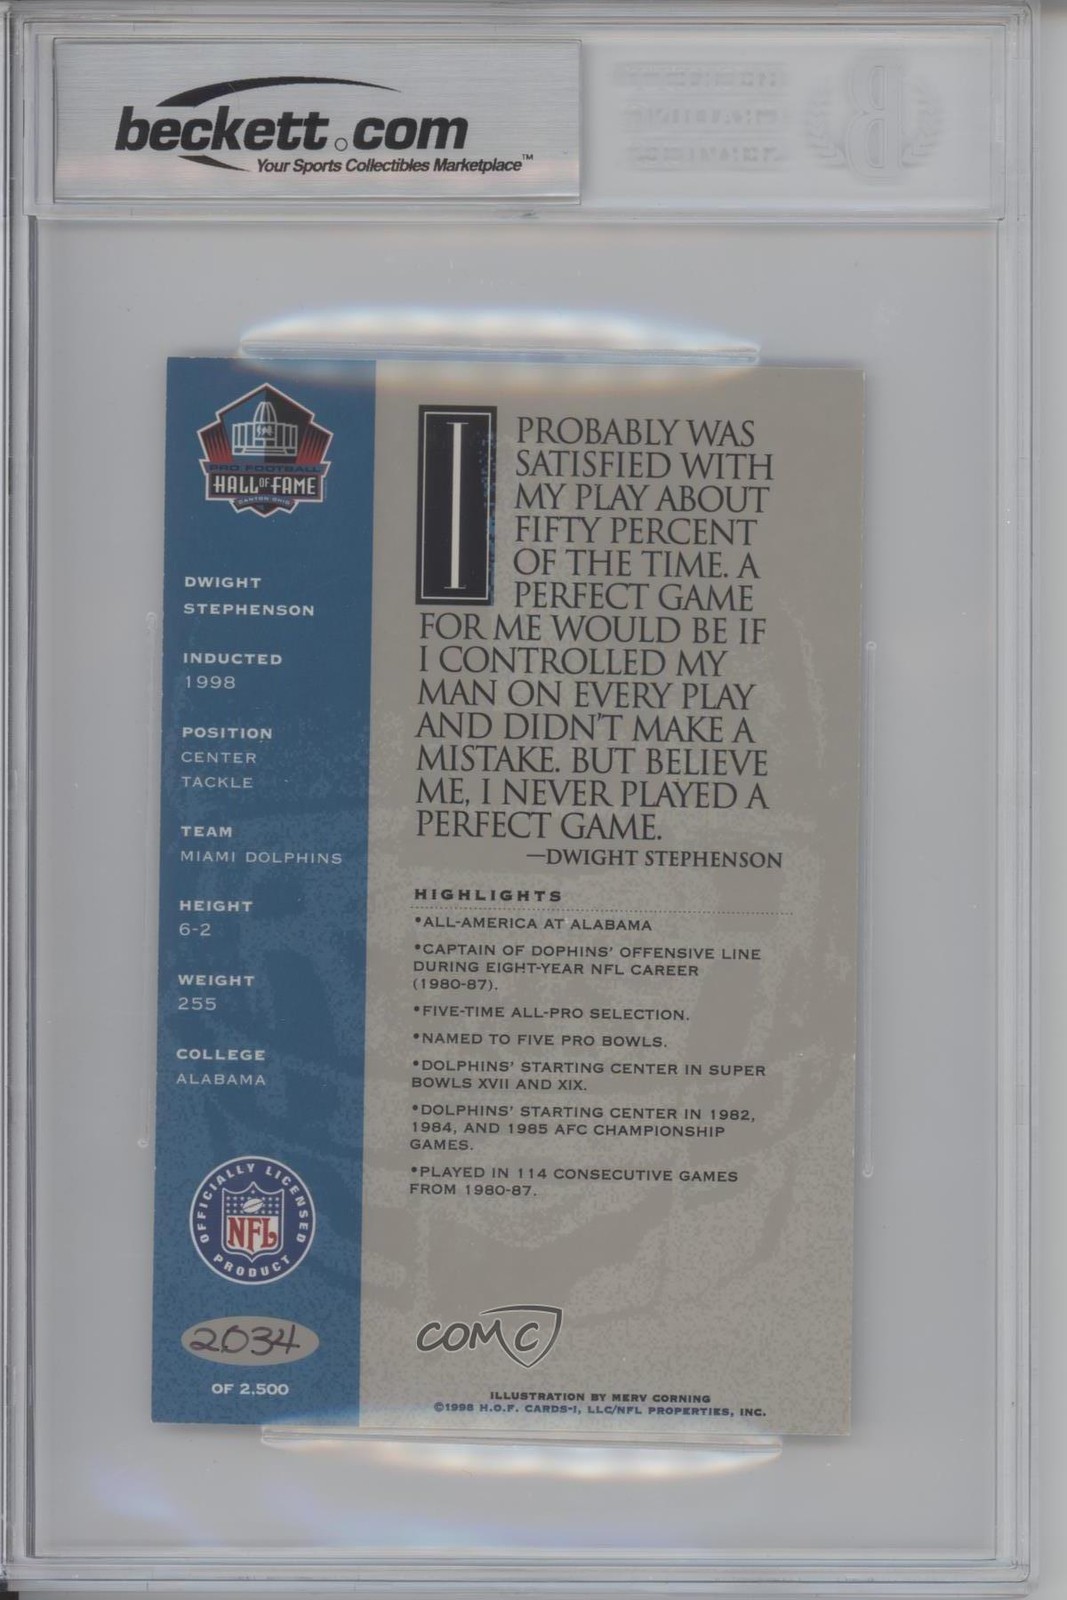 beckett.com
Your Sports Collectibles Marketplace™
PRO FOOTBALL
HALL OF FAME
CANTON OHIO
DWIGHT
STEPHENSON
INDUCTED
1998
POSITION
CENTER
TACKLE
TEAM
MIAMI DOLPHINS
HEIGHT
6-2
WEIGHT
255
COLLEGE
ALABAMA
OFFICIALLY LICENSED
NFL
PRODUCT
2034
OF 2,500
I PROBABLY WAS
SATISFIED WITH
MY PLAY ABOUT
FIFTY PERCENT
OF THE TIME. A
PERFECT GAME
FOR ME WOULD BE IF
I CONTROLLED MY
MAN ON EVERY PLAY
AND DIDN'T MAKE A
MISTAKE. BUT BELIEVE
ME, I NEVER PLAYED A
PERFECT GAME.
—DWIGHT STEPHENSON
HIGHLIGHTS
•ALL-AMERICA AT ALABAMA
•CAPTAIN OF DOPHINS' OFFENSIVE LINE
DURING EIGHT-YEAR NFL CAREER
(1980-87).
•FIVE-TIME ALL-PRO SELECTION.
•NAMED TO FIVE PRO BOWLS.
•DOLPHINS' STARTING CENTER IN SUPER
BOWLS XVII AND XIX.
•DOLPHINS' STARTING CENTER IN 1982,
1984, AND 1985 AFC CHAMPIONSHIP
GAMES.
•PLAYED IN 114 CONSECUTIVE GAMES
FROM 1980-87.
COMC
ILLUSTRATION BY MERV CORNING
©1998 H.O.F. CARDS-I, LLC/NFL PROPERTIES, INC.